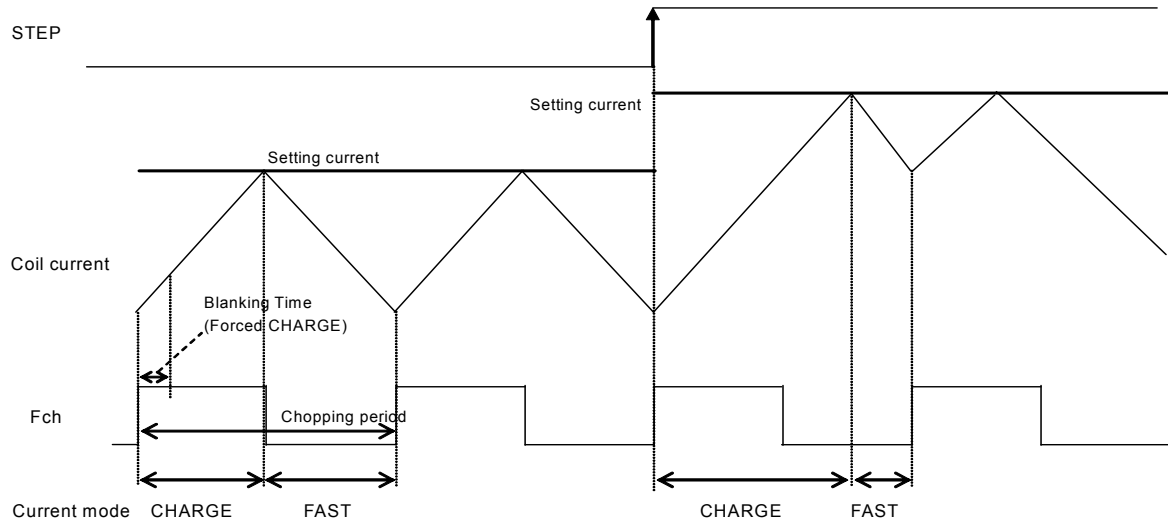 STEP
Setting current
Setting current
Coil current
Blanking Time
(Forced CHARGE)
Fch
Chopping period
Current mode CHARGE FAST CHARGE FAST